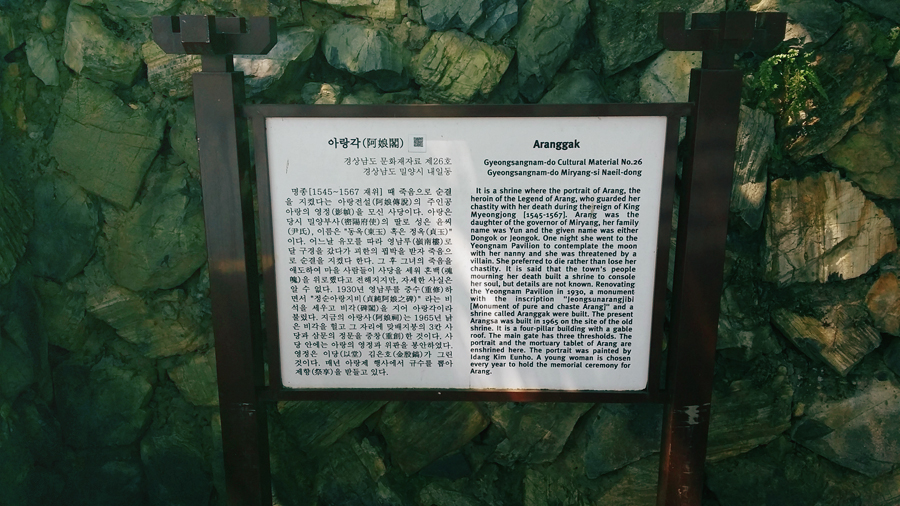 아랑각(阿娘閣)
경상남도 문화재자료 제26호
경상남도 밀양시 내일동
명종[1545~1567 재위] 때 죽음으로 순결
을 지켰다는 아랑전설(阿娘傳說)의 주인공
아랑의 영정(影幀)을 모신 사당이다. 아랑은
당시 밀양부사(密陽府使)의 딸로 성은 윤씨
(尹氏), 이름은 "동옥(東玉) 혹은 정옥(貞玉)"
이다. 어느날 유모를 따라 영남루(嶺南樓)로
달 구경을 갔다가 괴한의 핍박을 받자 죽음으
로 순결을 지켰다 한다. 그 후 그녀의 죽음을
애도하여 마을 사람들이 사당을 세워 혼백(魂
魄)을 위로했다고 전해지지만, 자세한 사실은
알 수 없다. 1930년 영남루를 중수(重修)하
면서 "정순아랑지비(貞純阿娘之碑)" 라는 비
석을 세우고 비각(碑閣)을 지어 아랑각이라
불렀다. 지금의 아랑사(阿娘祠)는 1965년 낡
은 비각을 헐고 그 자리에 맞배지붕의 3칸 사
당과 삼문의 정문을 중창(重創)한 것이다. 사
당 안에는 아랑의 영정과 위판을 봉안하였다.
영정은 이당(以堂) 김은호(金殷鎬)가 그린
것이다. 매년 아랑제 행사에서 규수를 뽑아
제향(祭享)을 받들고 있다.
Aranggak
Gyeongsangnam-do Cultural Material No.26
Gyeongsangnam-do Miryang-si Naeil-dong
It is a shrine where the portrait of Arang, the
heroin of the Legend of Arang, who guarded her
chastity with her death during the reign of King
Myeongjong [1545-1567]. Arang was the
daughter of the governor of Miryang, her family
name was Yun and the given name was either
Dongok or Jeongok. One night she went to the
Yeongnam Pavilion to contemplate the moon
with her nanny and she was threatened by a
villain. She preferred to die rather than lose her
chastity. It is said that the town's people
mourning her death built a shrine to console
her soul, but details are not known. Renovating
the Yeongnam Pavilion in 1930, a monument
with the inscription "Jeongsunarangjibi
[Monument of pure and chaste Arang]" and a
shrine called Aranggak were built. The present
Arangsa was built in 1965 on the site of the old
shrine. It is a four-pillar building with a gable
roof. The main gate has three thresholds. The
portrait and the mortuary tablet of Arang are
enshrined here. The portrait was painted by
Idang Kim Eunho. A young woman is chosen
every year to hold the memorial ceremony for
Arang.